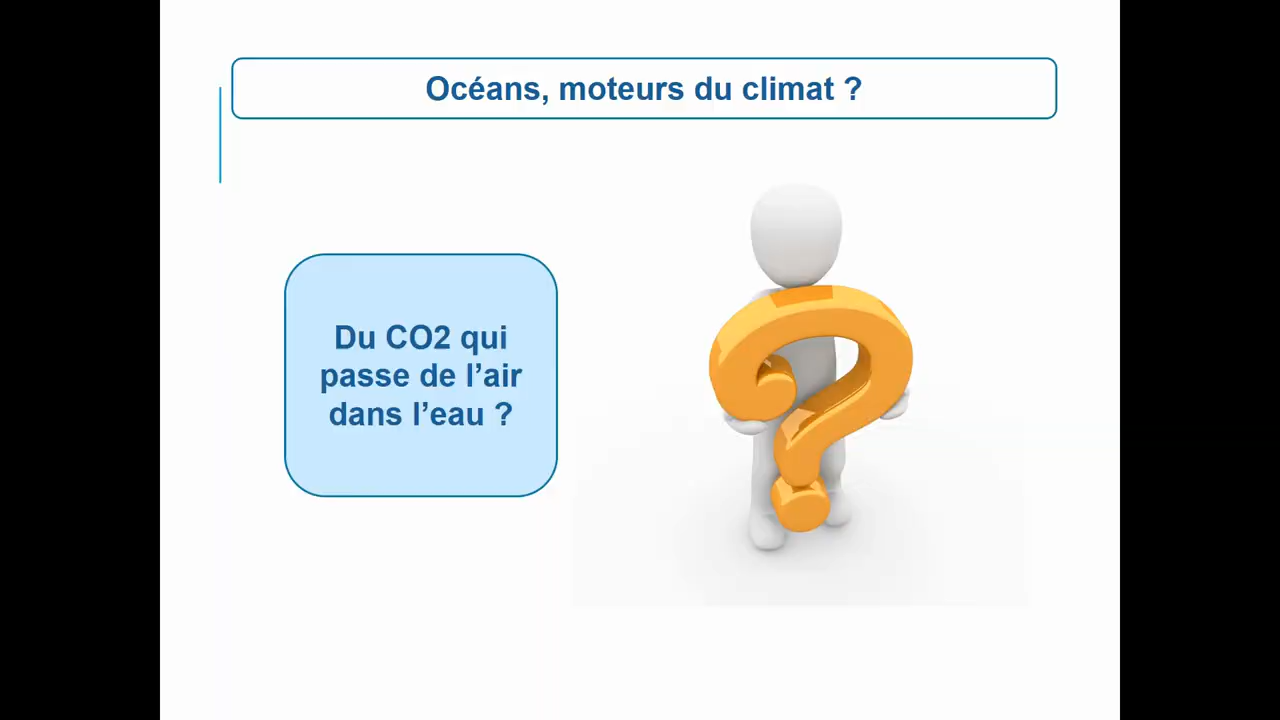 Océans, moteurs du climat ?
Du CO2 qui
passe de l’air
dans l’eau ?